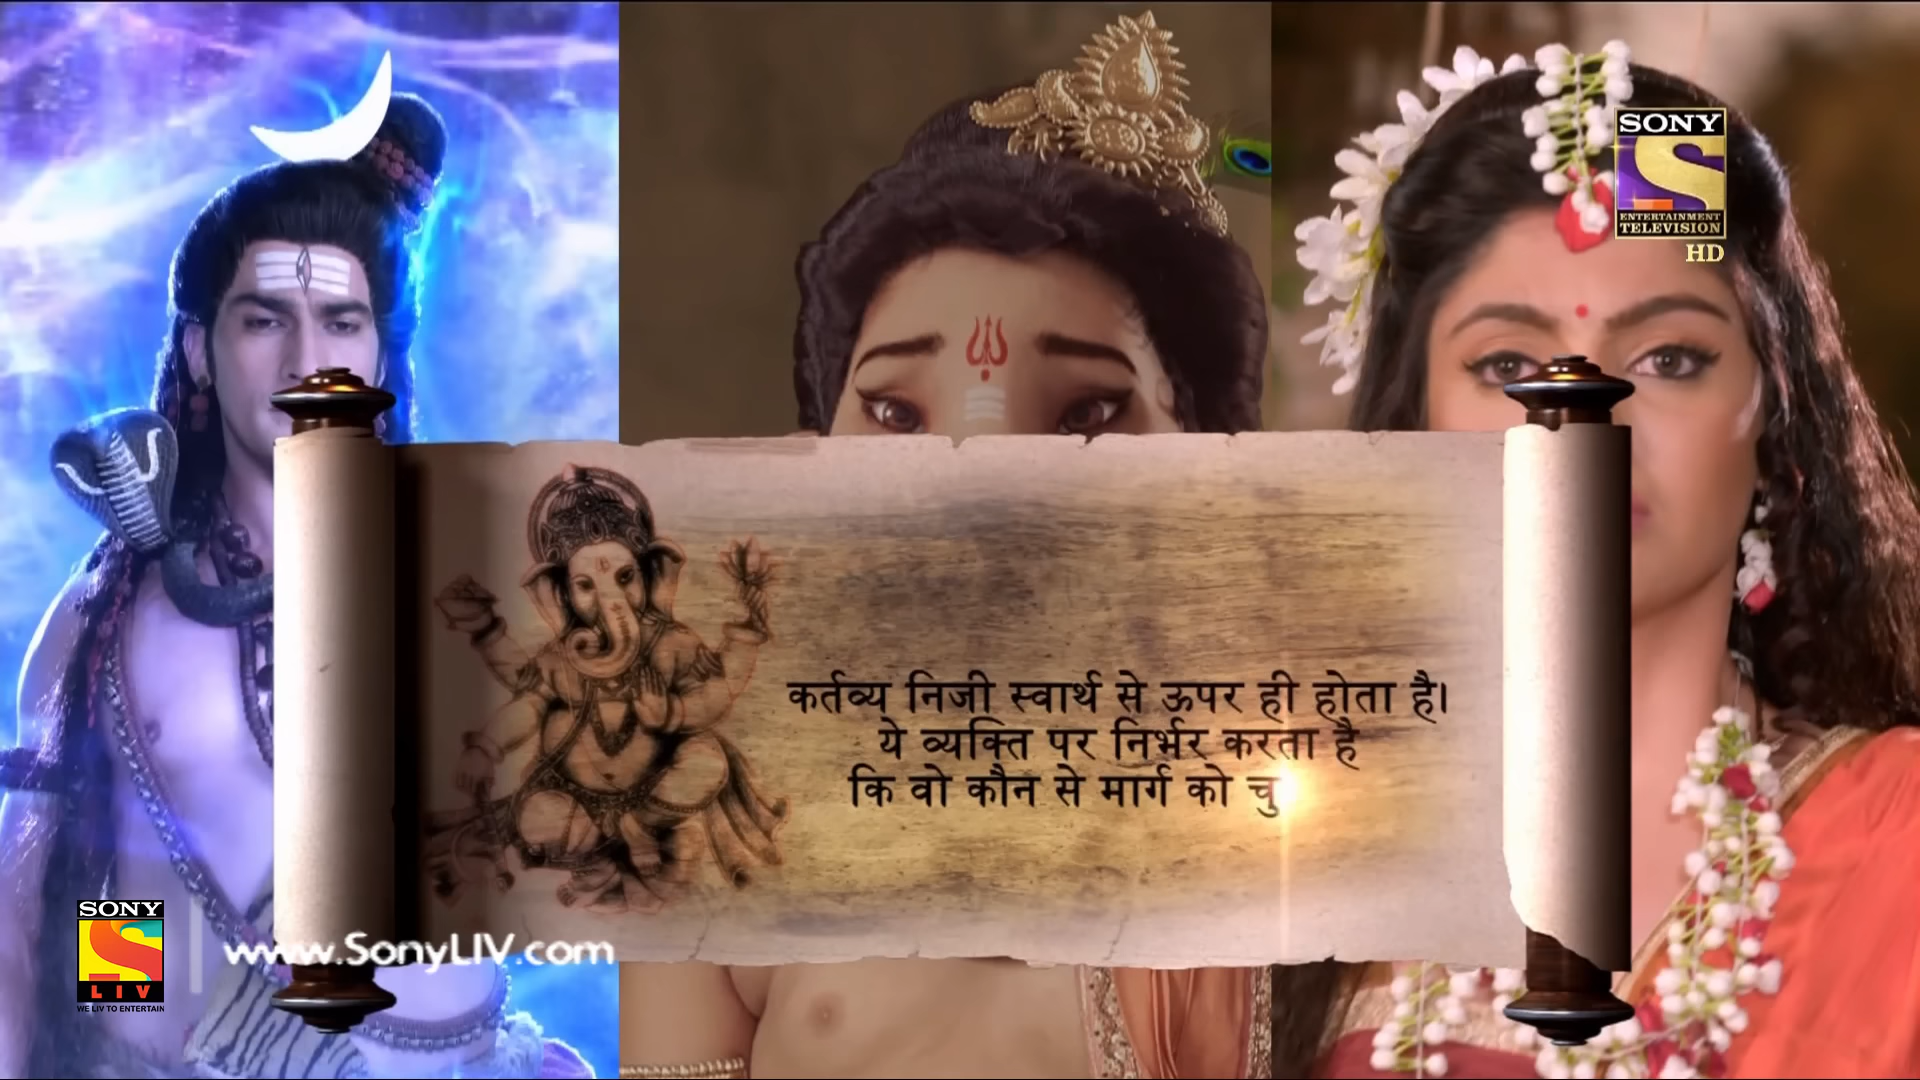 SONY
ENTERTAINMENT
TELEVISION
HD
कर्तव्य निजी स्वार्थ से ऊपर ही होता है।
ये व्यक्ति पर निर्भर करता है
कि वो कौन से मार्ग को चु
SONY
LIV
WE LIV TO ENTERTAIN
www.SonyLIV.com